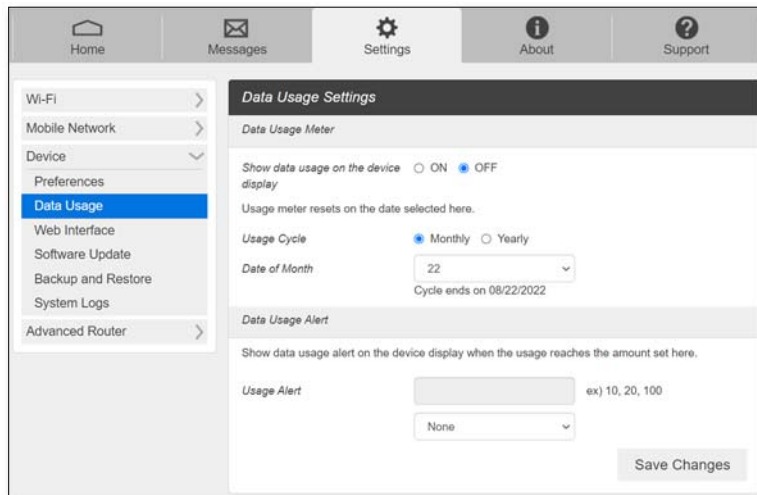 Home
Messages
Settings
About
Support
Wi-Fi
Mobile Network
Device
Preferences
Data Usage
Web Interface
Software Update
Backup and Restore
System Logs
Advanced Router
Data Usage Settings
Data Usage Meter
Show data usage on the device
display
ON OFF
Usage meter resets on the date selected here.
Usage Cycle
Monthly Yearly
Date of Month
22
Cycle ends on 08/22/2022
Data Usage Alert
Show data usage alert on the device display when the usage reaches the amount set here.
Usage Alert
ex) 10, 20, 100
None
Save Changes